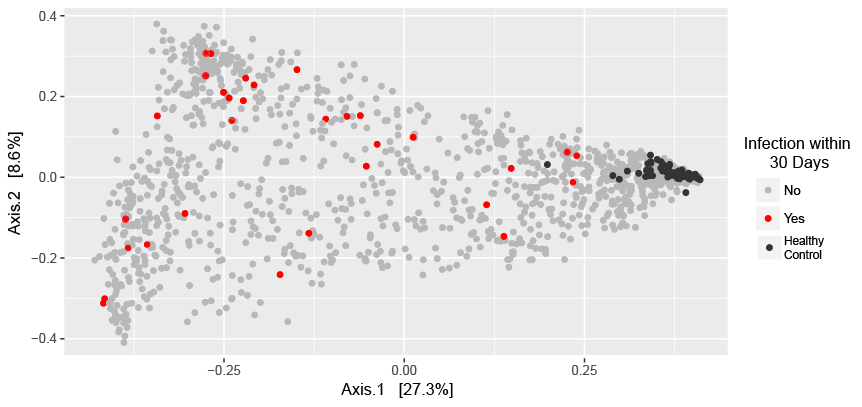 0.4
0.2
0.0
−0.2
−0.4
Axis.2 [8.6%]
−0.25
0.00
0.25
Axis.1 [27.3%]
Infection within
30 Days
No
Yes
Healthy
Control